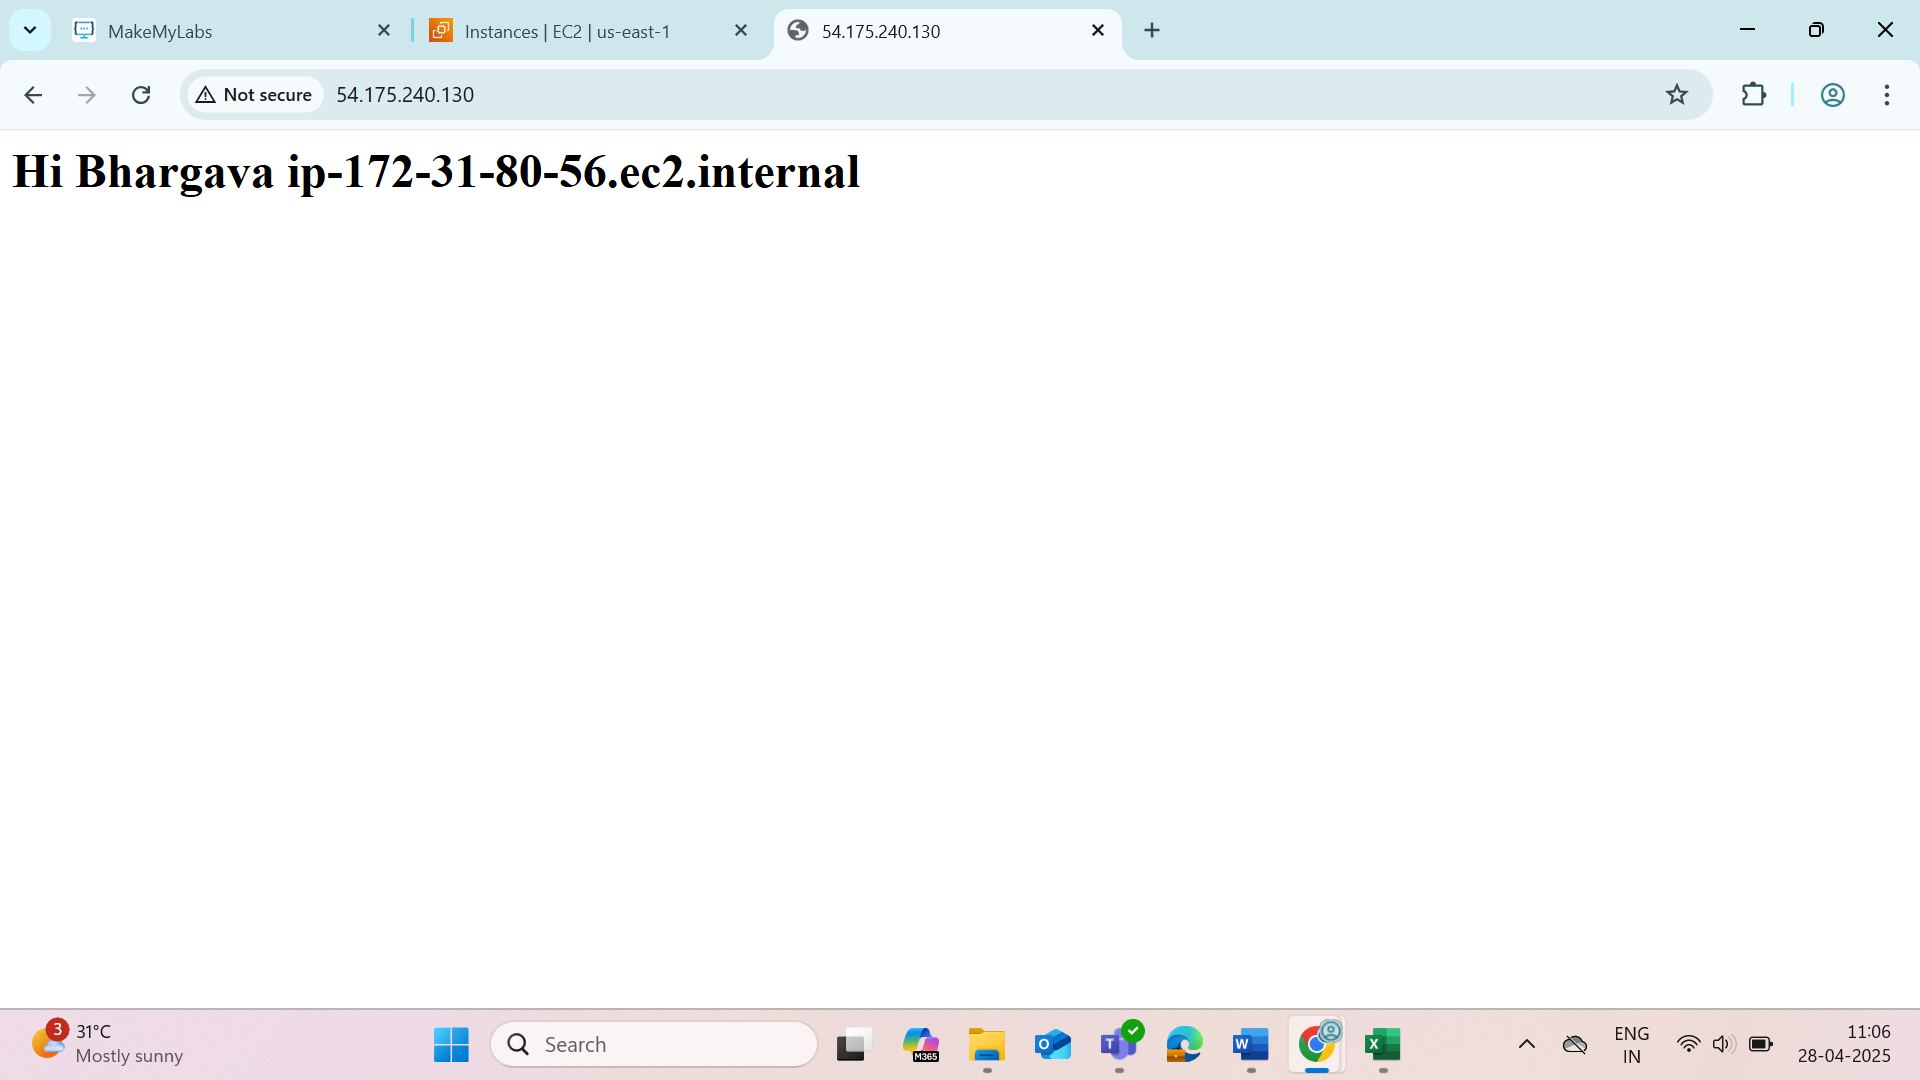 MakeMyLabs
Instances | EC2 | us-east-1
54.175.240.130
Not secure
54.175.240.130
Hi Bhargava ip-172-31-80-56.ec2.internal
3
31°C
Mostly sunny
Search
M365
O
T
W
X
ENG
IN
11:06
28-04-2025